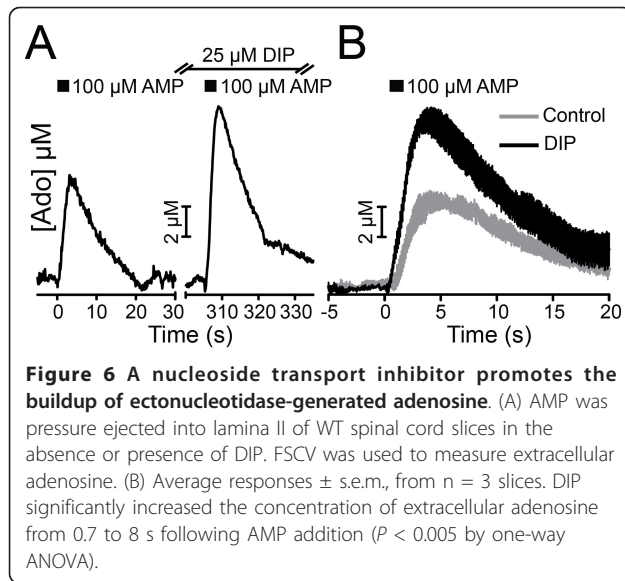 A
B
25 µM DIP
100 µM AMP
100 µM AMP
100 µM AMP
Control
DIP
[Ado] µM
2 µM
2 µM
0 10 20 30 310 320 330
Time (s)
-5 0 5 10 15 20
Time (s)
Figure 6 A nucleoside transport inhibitor promotes the
buildup of ectonucleotidase-generated adenosine. (A) AMP was
pressure ejected into lamina II of WT spinal cord slices in the
absence or presence of DIP. FSCV was used to measure extracellular
adenosine. (B) Average responses ± s.e.m., from n = 3 slices. DIP
significantly increased the concentration of extracellular adenosine
from 0.7 to 8 s following AMP addition (P < 0.005 by one-way
ANOVA).